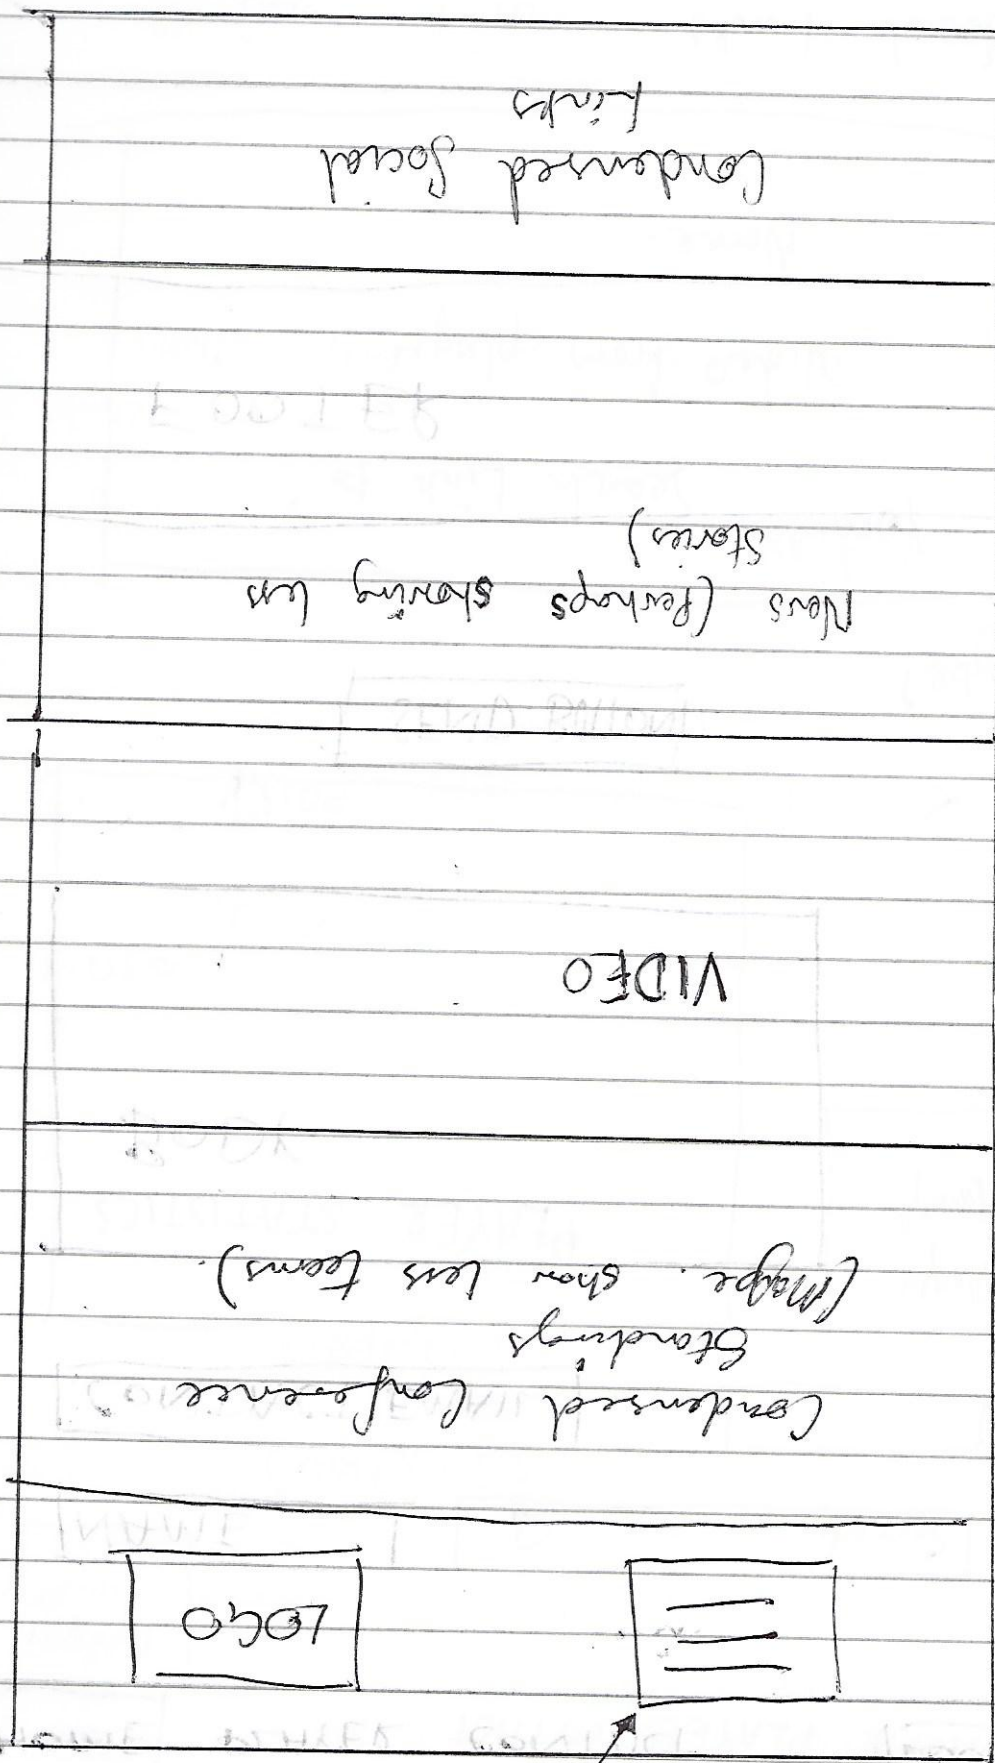 LOGO
Condensed Conference
Standings
(Maybe. show less teams).
VIDEO
News (Perhaps showing less
Stories)
Condensed Social
Links